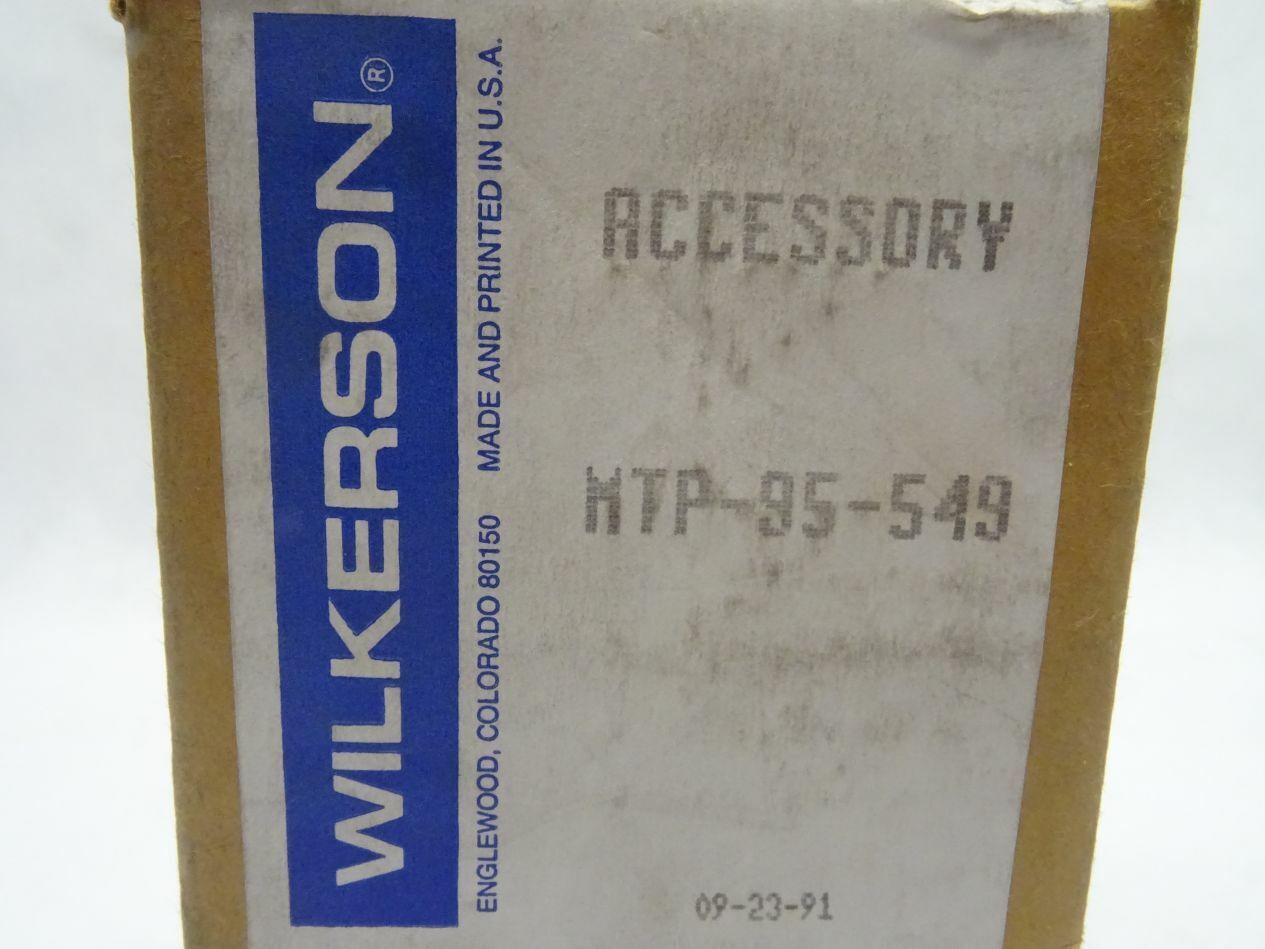 WILKERSON®
ENGLEWOOD, COLORADO 80150 MADE AND PRINTED IN U.S.A.
ACCESSORY
MTP-95-549
09-23-91